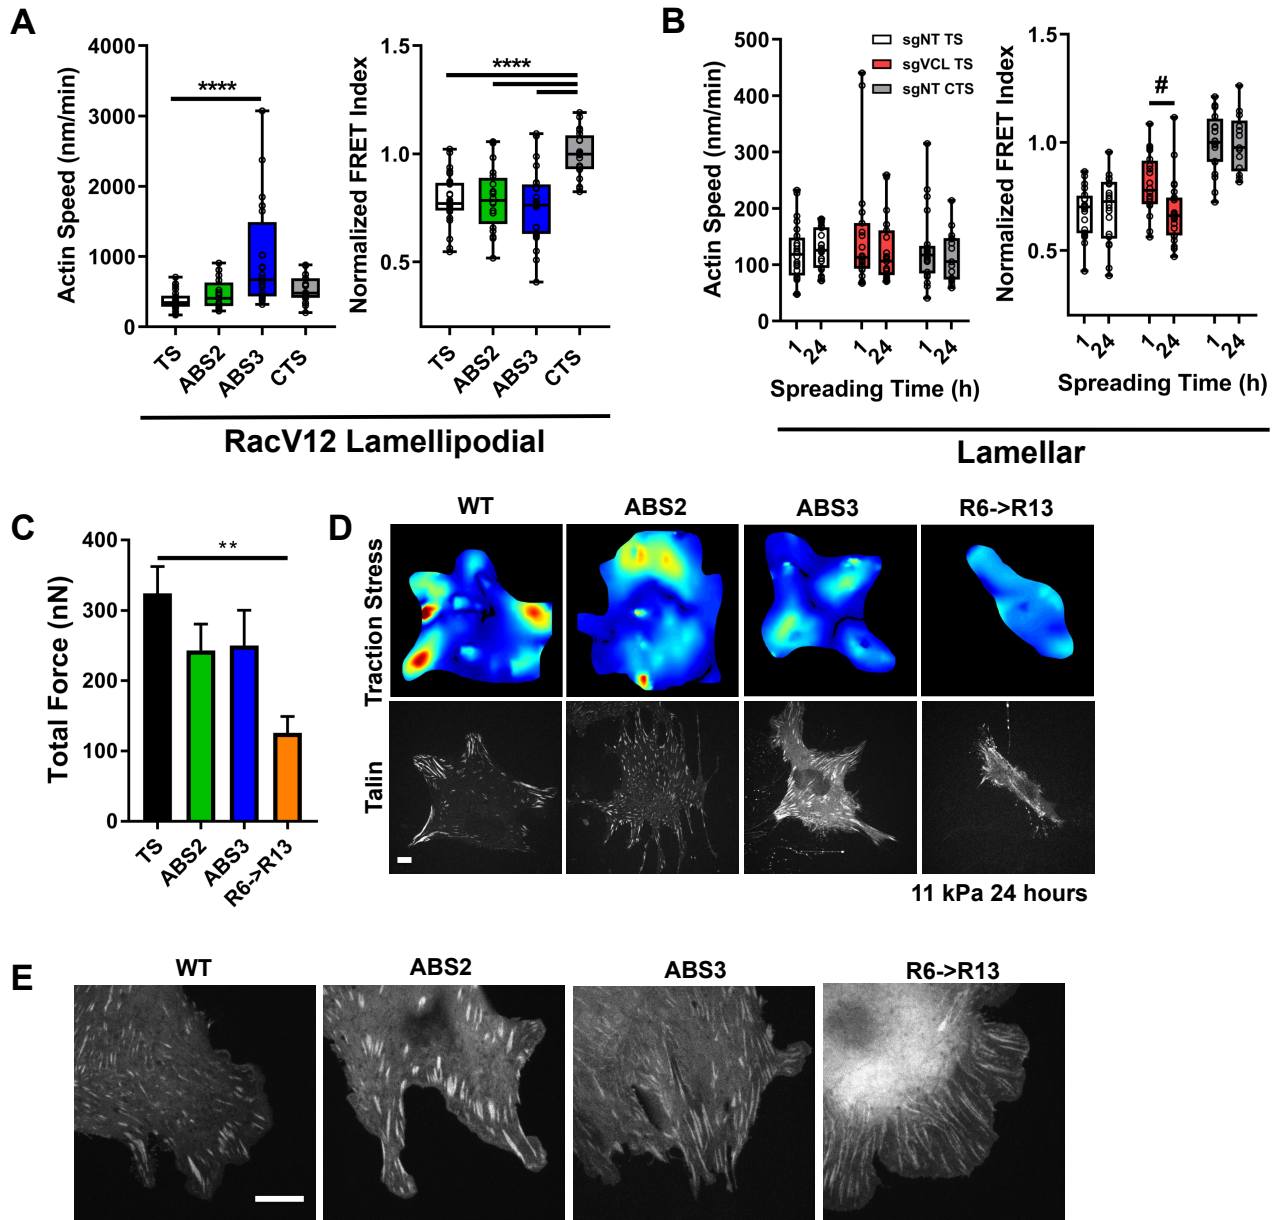 A
Actin Speed (nm/min)
4000
3000
2000
1000
0
****
TS
ABS2
ABS3
CTS
Normalized FRET Index
1.5
1.0
0.5
****
TS
ABS2
ABS3
CTS
RacV12 Lamellipodial
B
Actin Speed (nm/min)
500
400
300
200
100
0
sgNT TS
sgVCL TS
sgNT CTS
1 24 1 24 1 24
Spreading Time (h)
Normalized FRET Index
1.5
1.0
0.5
#
1 24 1 24 1 24
Spreading Time (h)
Lamellar
C
Total Force (nN)
400
300
200
100
0
**
TS
ABS2
ABS3
R6->R13
D
WT ABS2 ABS3 R6->R13
Traction Stress
Talin
11 kPa 24 hours
E
WT ABS2 ABS3 R6->R13